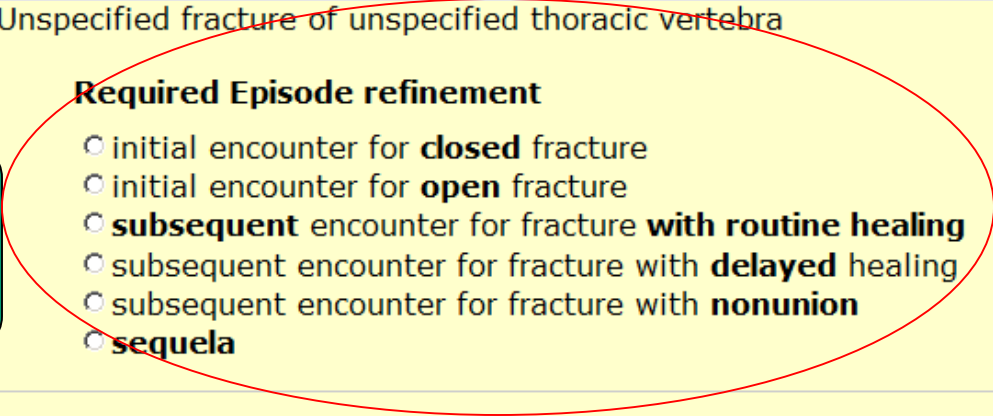 Unspecified fracture of unspecified thoracic vertebra
Required Episode refinement
initial encounter for closed fracture
initial encounter for open fracture
subsequent encounter for fracture with routine healing
subsequent encounter for fracture with delayed healing
subsequent encounter for fracture with nonunion
sequela